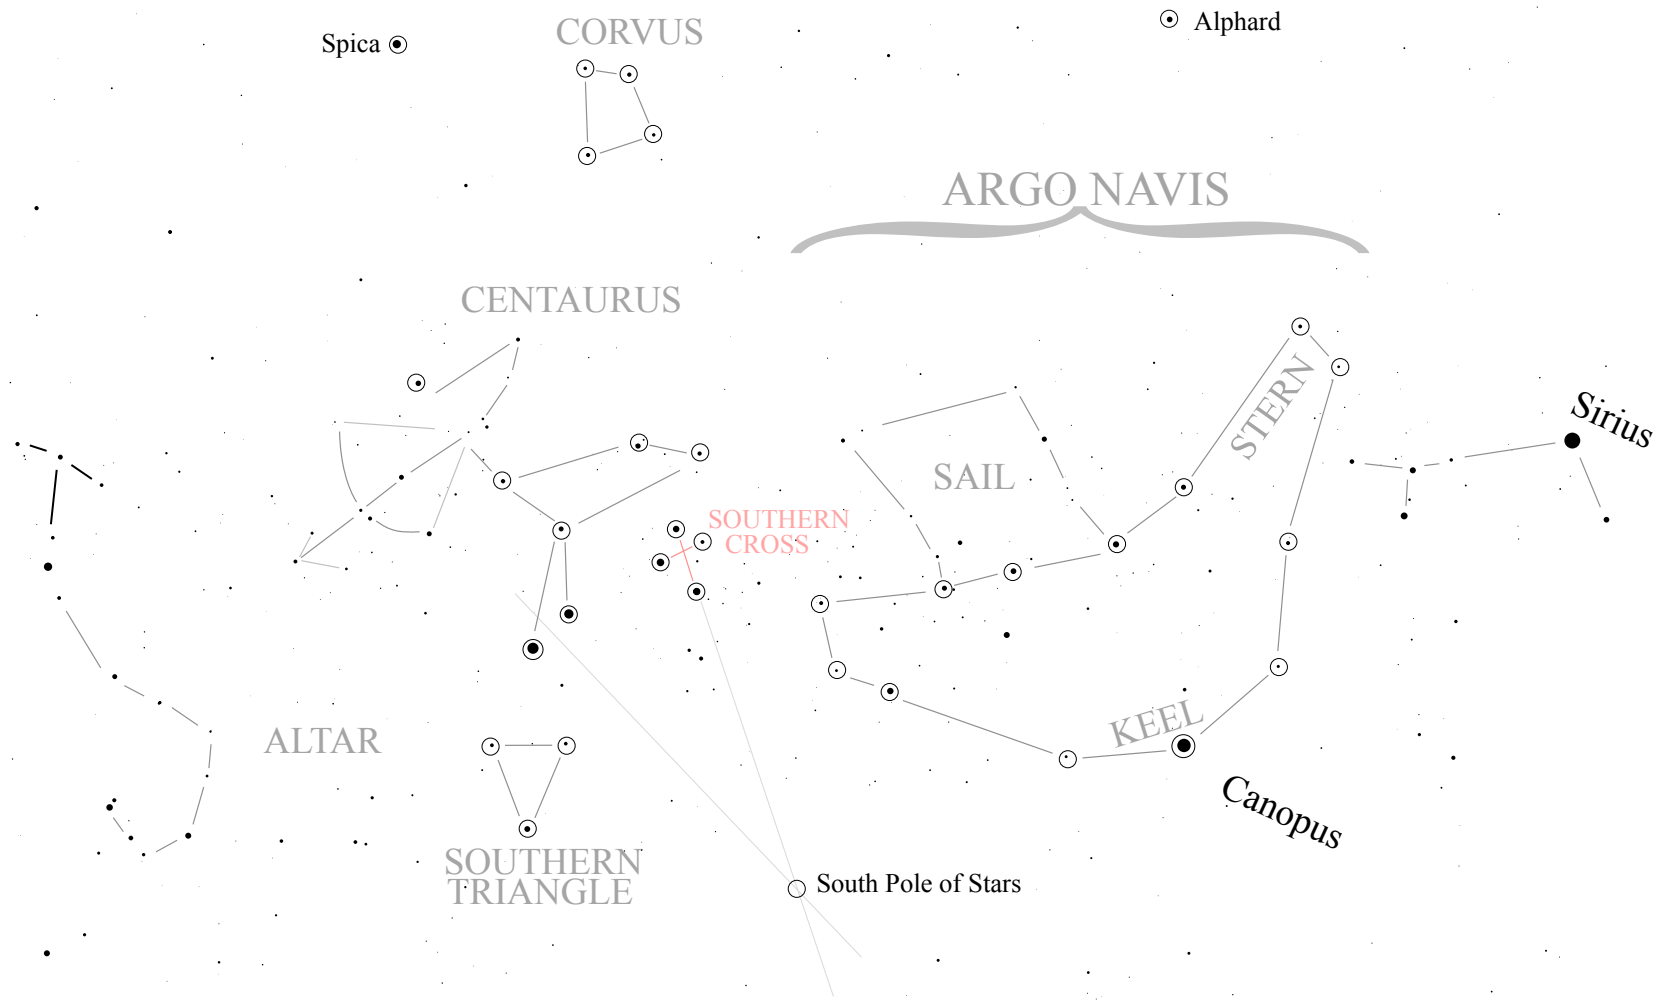 Spica
CORVUS
Alphard
ARGO NAVIS
CENTAURUS
STERN
Sirius
SAIL
SOUTHERN
CROSS
KEEL
ALTAR
Canopus
SOUTHERN
TRIANGLE
South Pole of Stars